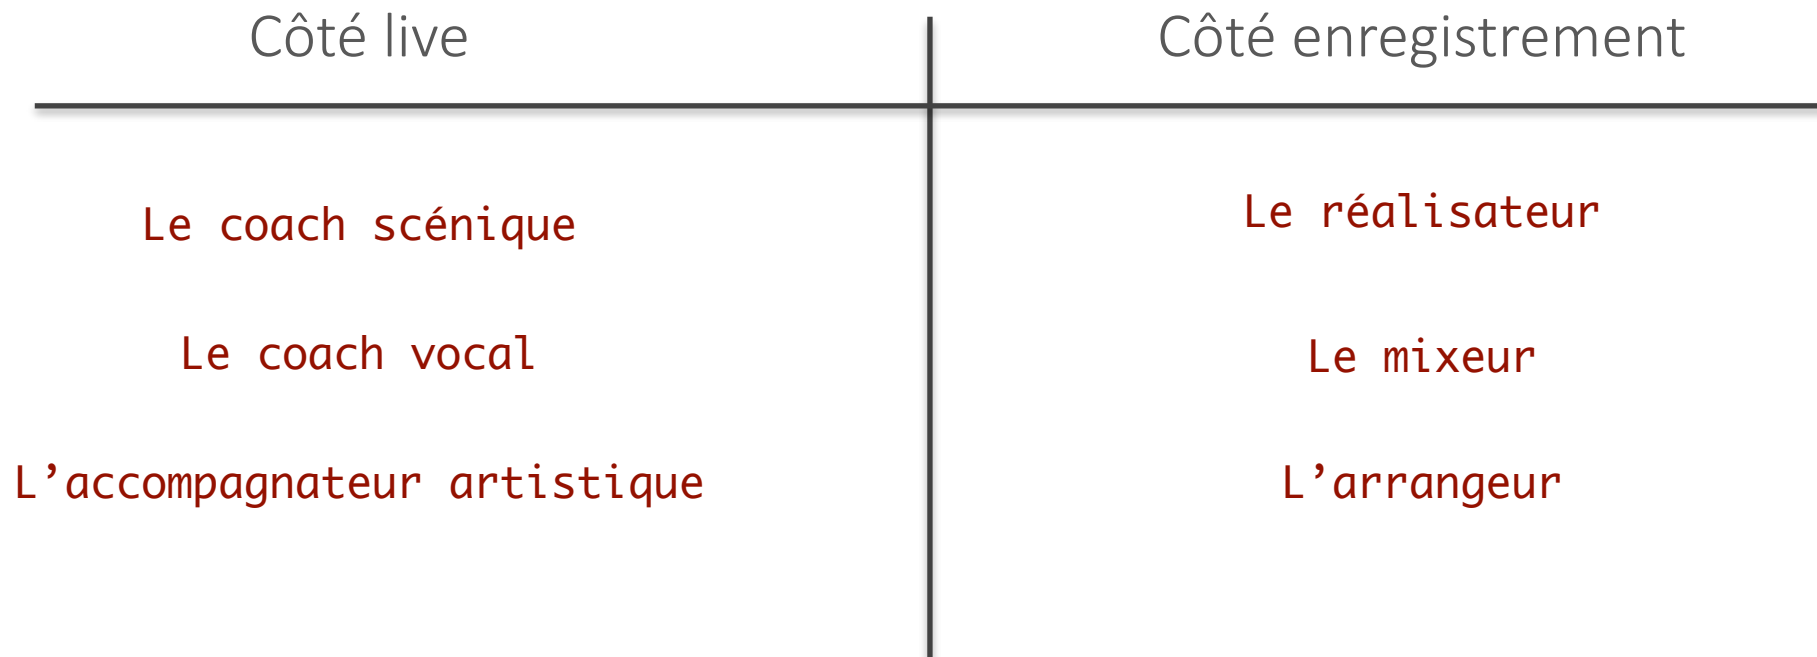 Côté live
Côté enregistrement
Le coach scénique
Le réalisateur
Le coach vocal
Le mixeur
L’accompagnateur artistique
L’arrangeur